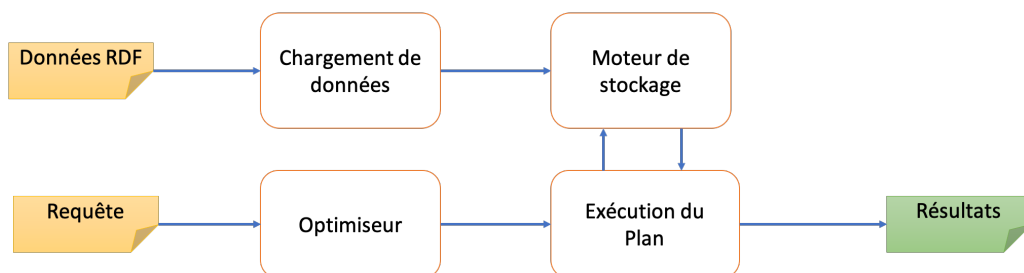 Données RDF
Chargement de
données
Moteur de
stockage
Requête
Optimiseur
Exécution du
Plan
Résultats